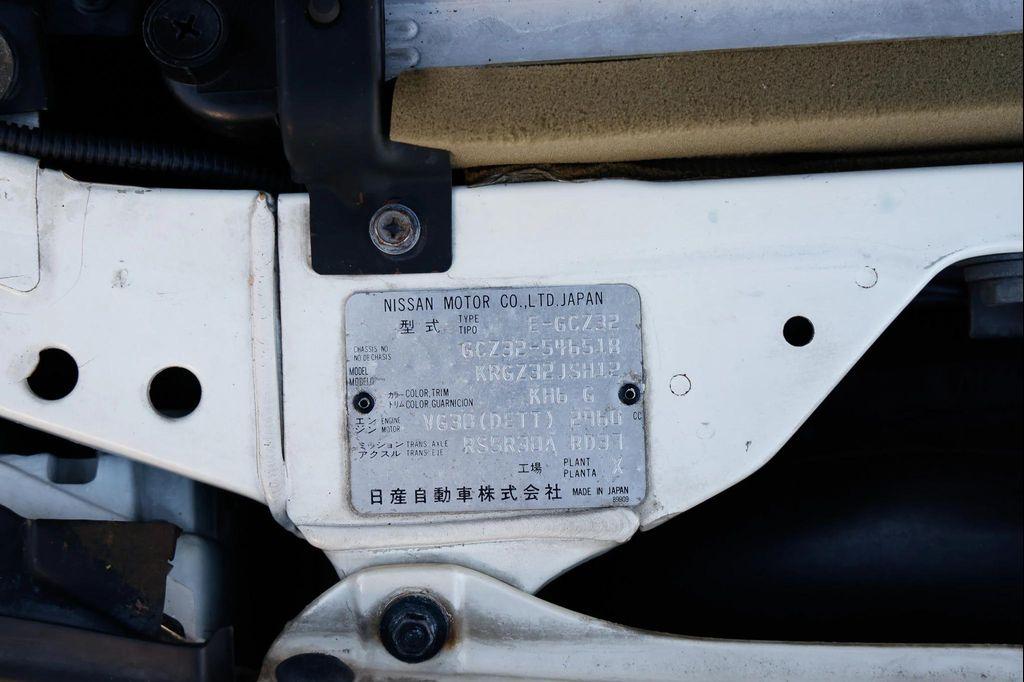 NISSAN MOTOR CO.,LTD.JAPAN
型式 TYPE TIPO E-GCZ32
CHASSIS NO. NO.DE CHASIS GCZ32-546518
MODEL MODELO KRGZ32JSH12
カラー COLOR,TRIM
トリム COLOR,GUARNICION KH6 G
エンジン ENGINE MOTOR VG30(DETT) 2960 CC
ミッション TRANS. AXLE
アクスル TRANS. EJE RS5R30A RD37
工場 PLANT PLANTA X
日産自動車株式会社 MADE IN JAPAN